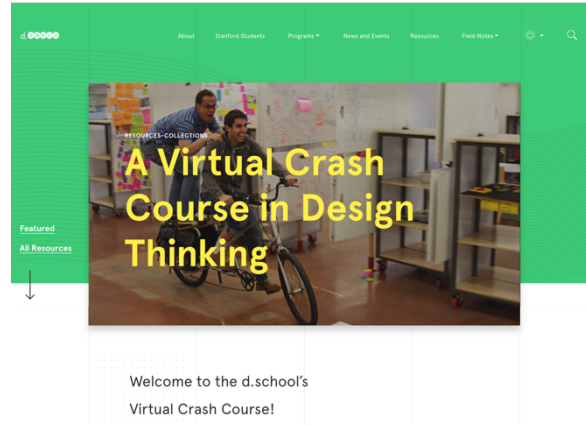 d.school
About
Stanford Students
Programs
News and Events
Resources
Field Notes
RESOURCES-COLLECTIONS
A Virtual Crash
Course in Design
Thinking
Featured
All Resources
Welcome to the d.school’s
Virtual Crash Course!